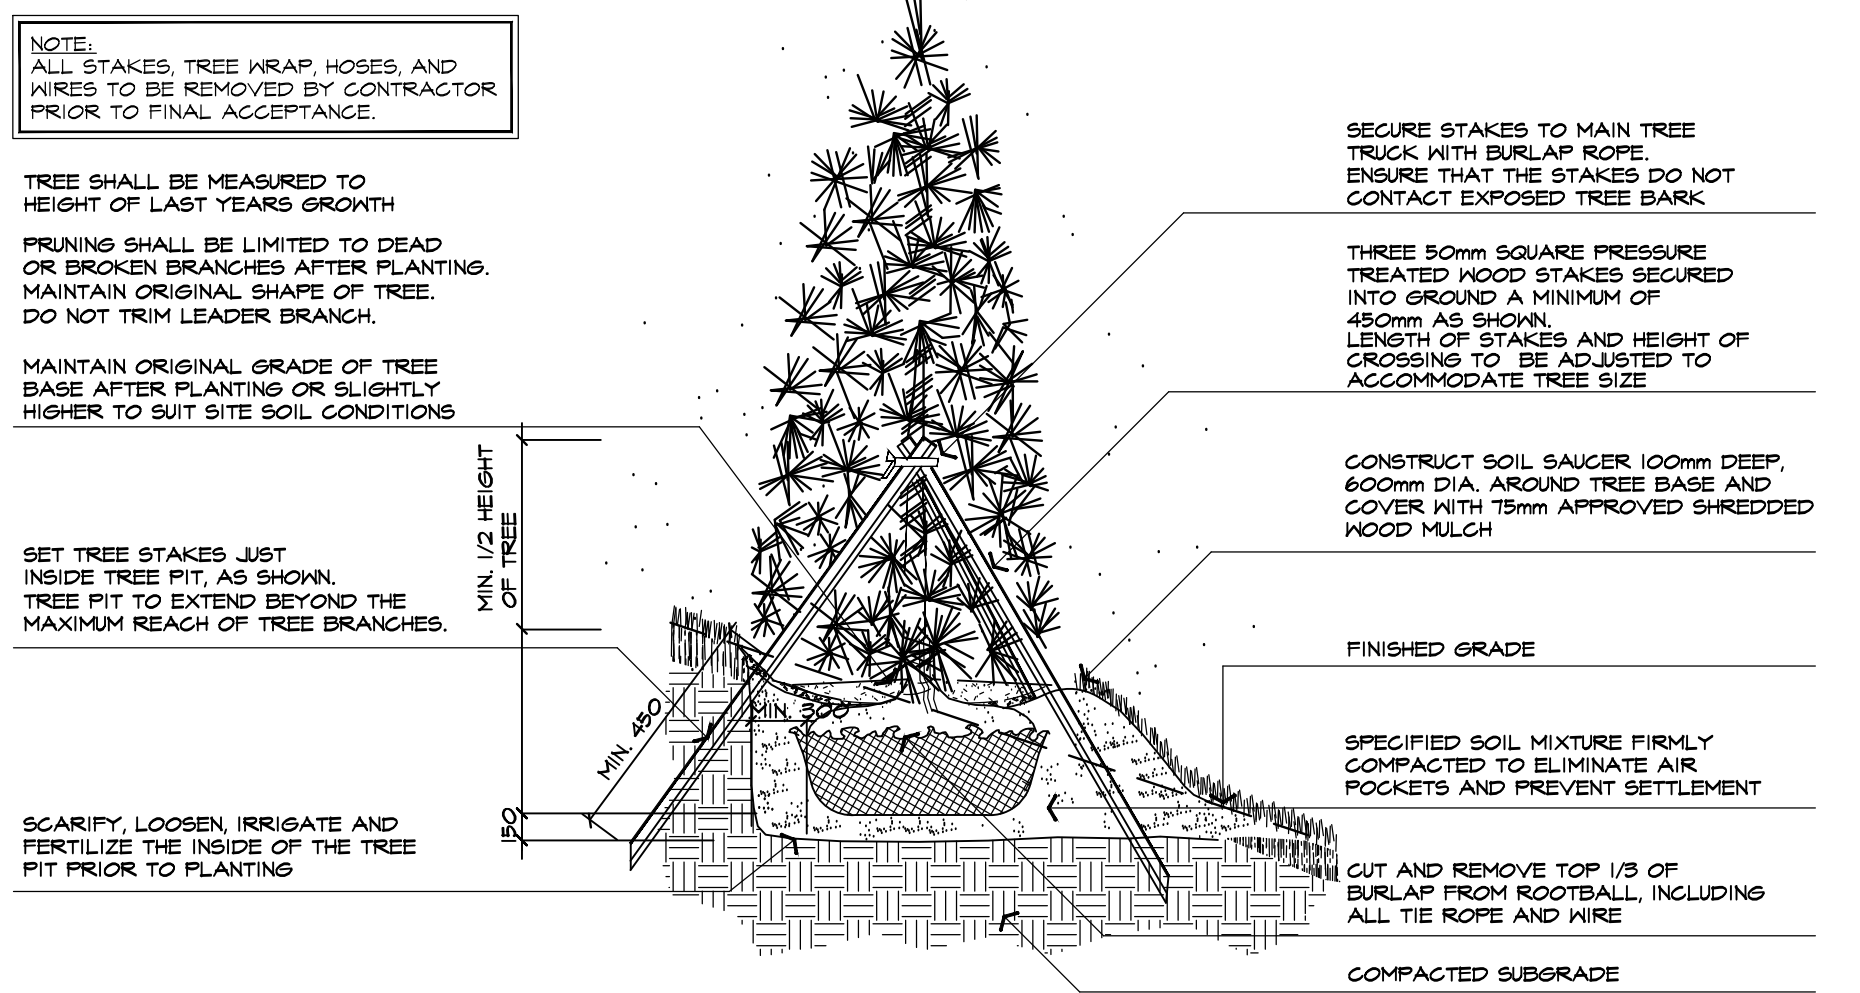 NOTE:
ALL STAKES, TREE WRAP, HOSES, AND
WIRES TO BE REMOVED BY CONTRACTOR
PRIOR TO FINAL ACCEPTANCE.
TREE SHALL BE MEASURED TO
HEIGHT OF LAST YEARS GROWTH
PRUNING SHALL BE LIMITED TO DEAD
OR BROKEN BRANCHES AFTER PLANTING.
MAINTAIN ORIGINAL SHAPE OF TREE.
DO NOT TRIM LEADER BRANCH.
MAINTAIN ORIGINAL GRADE OF TREE
BASE AFTER PLANTING OR SLIGHTLY
HIGHER TO SUIT SITE SOIL CONDITIONS
SET TREE STAKES JUST
INSIDE TREE PIT, AS SHOWN.
TREE PIT TO EXTEND BEYOND THE
MAXIMUM REACH OF TREE BRANCHES.
SCARIFY, LOOSEN, IRRIGATE AND
FERTILIZE THE INSIDE OF THE TREE
PIT PRIOR TO PLANTING
MIN. 1/2 HEIGHT
OF TREE
MIN. 450
MIN. 300
150
SECURE STAKES TO MAIN TREE
TRUCK WITH BURLAP ROPE.
ENSURE THAT THE STAKES DO NOT
CONTACT EXPOSED TREE BARK
THREE 50mm SQUARE PRESSURE
TREATED WOOD STAKES SECURED
INTO GROUND A MINIMUM OF
450mm AS SHOWN.
LENGTH OF STAKES AND HEIGHT OF
CROSSING TO BE ADJUSTED TO
ACCOMMODATE TREE SIZE
CONSTRUCT SOIL SAUCER 100mm DEEP,
600mm DIA. AROUND TREE BASE AND
COVER WITH 75mm APPROVED SHREDDED
WOOD MULCH
FINISHED GRADE
SPECIFIED SOIL MIXTURE FIRMLY
COMPACTED TO ELIMINATE AIR
POCKETS AND PREVENT SETTLEMENT
CUT AND REMOVE TOP 1/3 OF
BURLAP FROM ROOTBALL, INCLUDING
ALL TIE ROPE AND WIRE
COMPACTED SUBGRADE